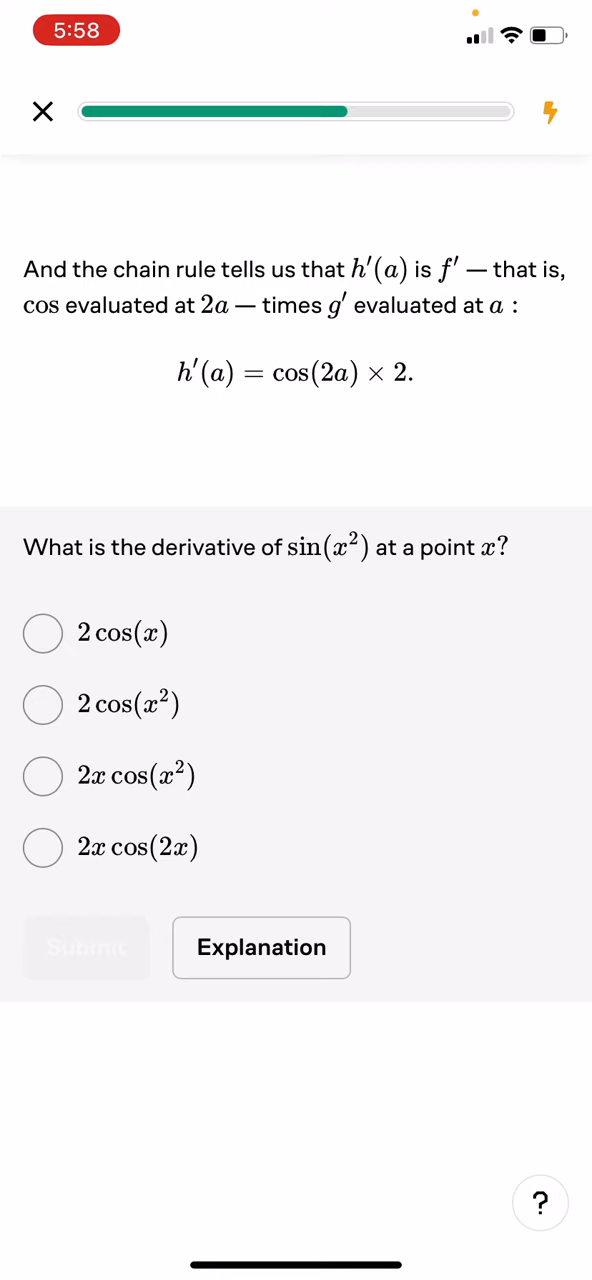 5:58
And the chain rule tells us that h′(a) is f′ — that is,
cos evaluated at 2a — times g′ evaluated at a :
h′(a) = cos(2a) × 2.
What is the derivative of sin(x²) at a point x?
2 cos(x)
2 cos(x²)
2x cos(x²)
2x cos(2x)
Submit
Explanation
?